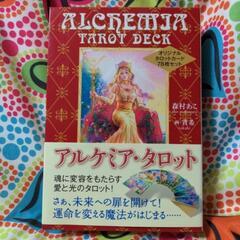 ALCHEMIA
TAROT DECK
オリジナル
タロットカード
78枚セット
森村あこ
画 貴希
アルケミア・タロット
魂に変容をもたらす
愛と光のタロット!
さあ、未来への扉を開けて!
運命を変える魔法がはじまる……